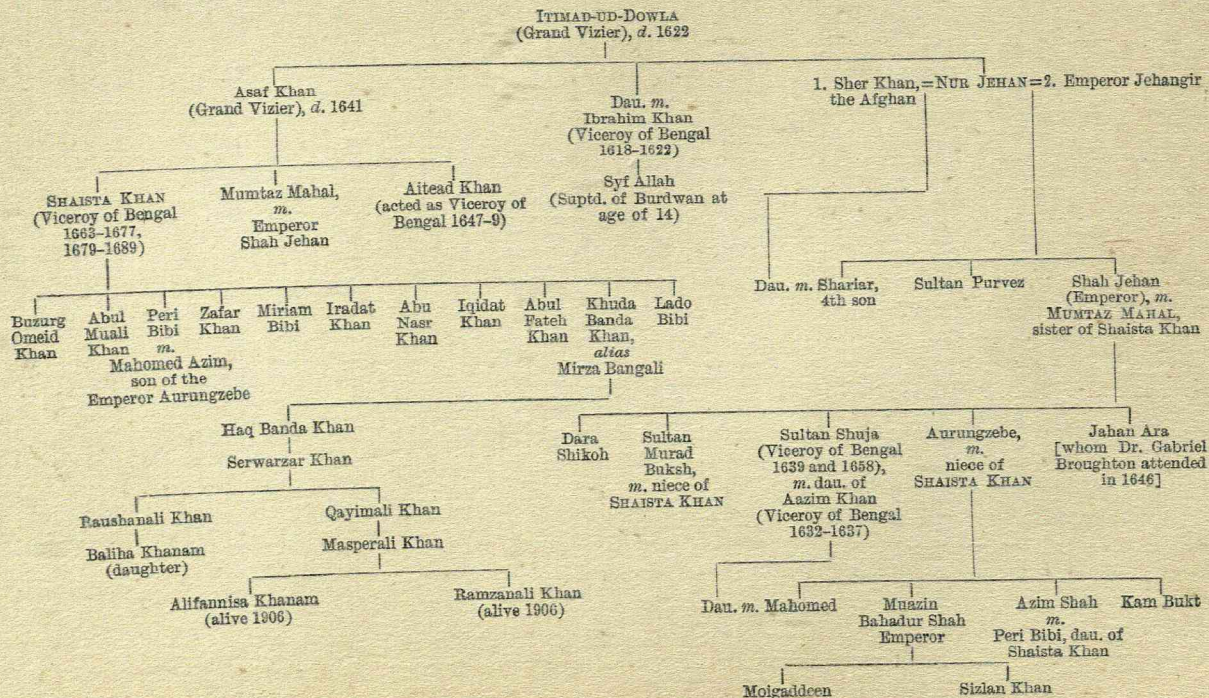 ITIMAD-UD-DOWLA
(Grand Vizier), d. 1622
Asaf Khan
(Grand Vizier), d. 1641
Dau. m.
Ibrahim Khan
(Viceroy of Bengal
1618–1622)
1. Sher Khan,=NUR JEHAN=2. Emperor Jehangir
the Afghan
SHAISTA KHAN
(Viceroy of Bengal
1663–1677,
1679–1689)
Mumtaz Mahal,
m.
Emperor
Shah Jehan
Aitead Khan
(acted as Viceroy of
Bengal 1647–9)
Syf Allah
(Suptd. of Burdwan at
age of 14)
Dau. m. Shariar,
4th son
Sultan Purvez
Shah Jehan
(Emperor), m.
MUMTAZ MAHAL,
sister of Shaista Khan
Buzurg
Omeid
Khan
Abul
Muali
Khan
Peri
Bibi
m.
Mahomed Azim,
son of the
Emperor Aurungzebe
Zafar
Khan
Miriam
Bibi
Iradat
Khan
Abu
Nasr
Khan
Iqidat
Khan
Abul
Fateh
Khan
Khuda
Banda
Khan,
alias
Mirza Bangali
Lado
Bibi
Haq Banda Khan
Serwarzar Khan
Raushanali Khan
Baliha Khanam
(daughter)
Qayimali Khan
Masperali Khan
Alifannisa Khanam
(alive 1906)
Ramzanali Khan
(alive 1906)
Dara
Shikoh
Sultan
Murad
Buksh,
m. niece of
SHAISTA KHAN
Sultan Shuja
(Viceroy of Bengal
1639 and 1658),
m. dau. of
Aazim Khan
(Viceroy of Bengal
1632–1637)
Aurungzebe,
m.
niece of
SHAISTA KHAN
Jahan Ara
[whom Dr. Gabriel
Broughton attended
in 1646]
Dau. m. Mahomed
Muazin
Bahadur Shah
Emperor
Azim Shah
m.
Peri Bibi, dau. of
Shaista Khan
Kam Bukt
Moigaddeen
Sizlan Khan